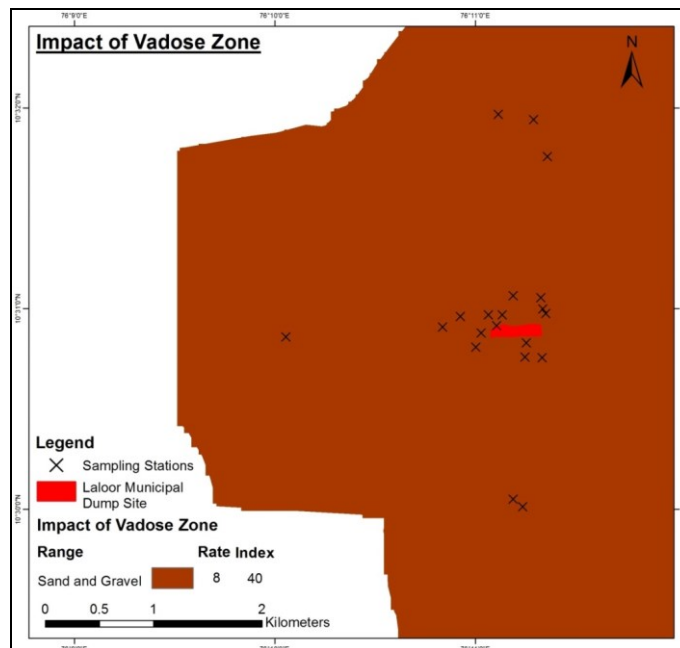 76°9'0"E 76°10'0"E 76°11'0"E
Impact of Vadose Zone
N
10°32'0"N
10°31'0"N
10°30'0"N
Legend
Sampling Stations
Laloor Municipal
Dump Site
Impact of Vadose Zone
Range Rate Index
Sand and Gravel 8 40
0 0.5 1 2
Kilometers